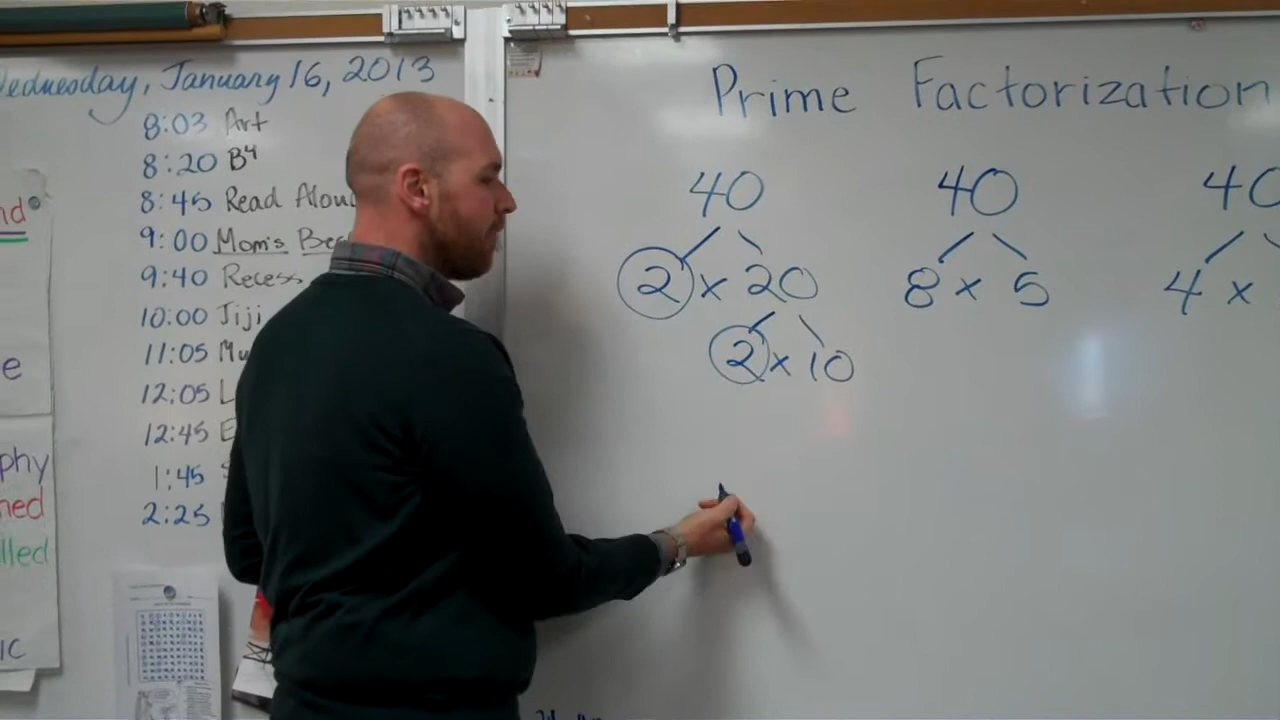 Wednesday, January 16, 2013
8:03 Art
8:20 B4
8:45 Read Alou
9:00 Mom's Be
9:40 Recess
10:00 Jiji
11:05 Mu
12:05 L
12:45 E
1:45
2:25
nd
e
phy
ned
lled
IC
Prime Factorization
40 40 40
2 x 20 8 x 5 4 x
2 x 10